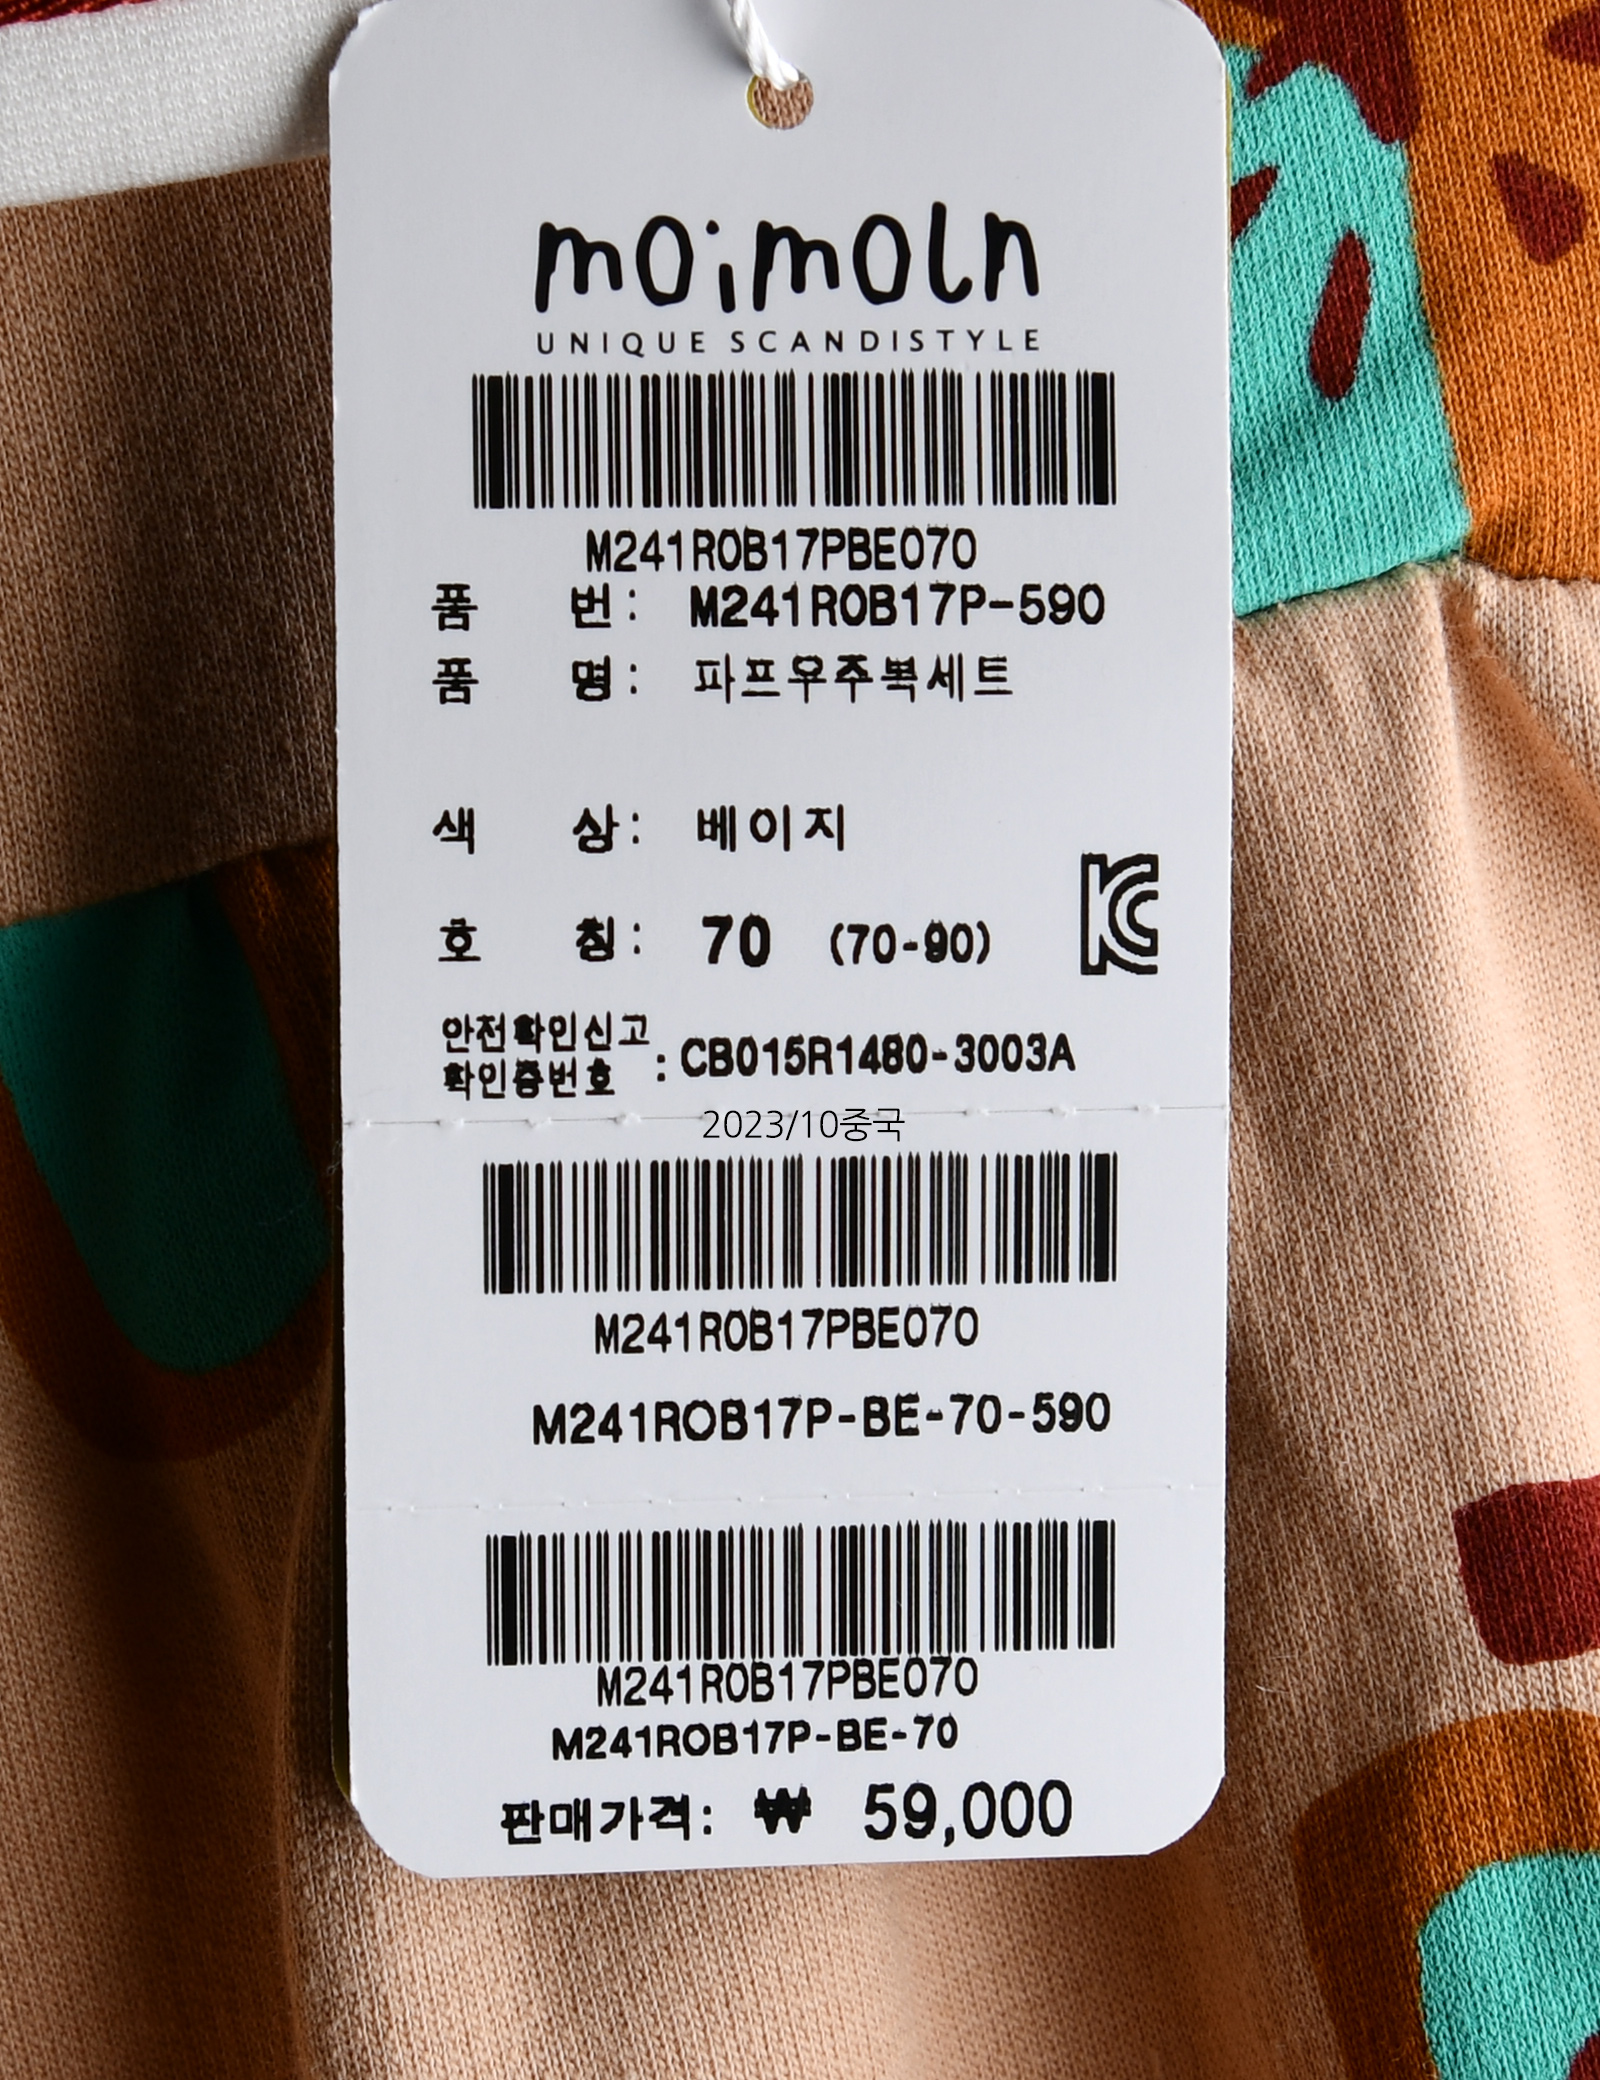 moimoln
UNIQUE SCANDISTYLE
M241ROB17PBE070
품 번: M241ROB17P-590
품 명: 파프우주복세트
색 상: 베이지
호 칭: 70 (70-90)
안전확인신고
확인증번호 : CB015R1480-3003A
2023/10중국
M241ROB17PBE070
M241ROB17P-BE-70-590
M241ROB17PBE070
M241ROB17P-BE-70
판매가격: ₩ 59,000